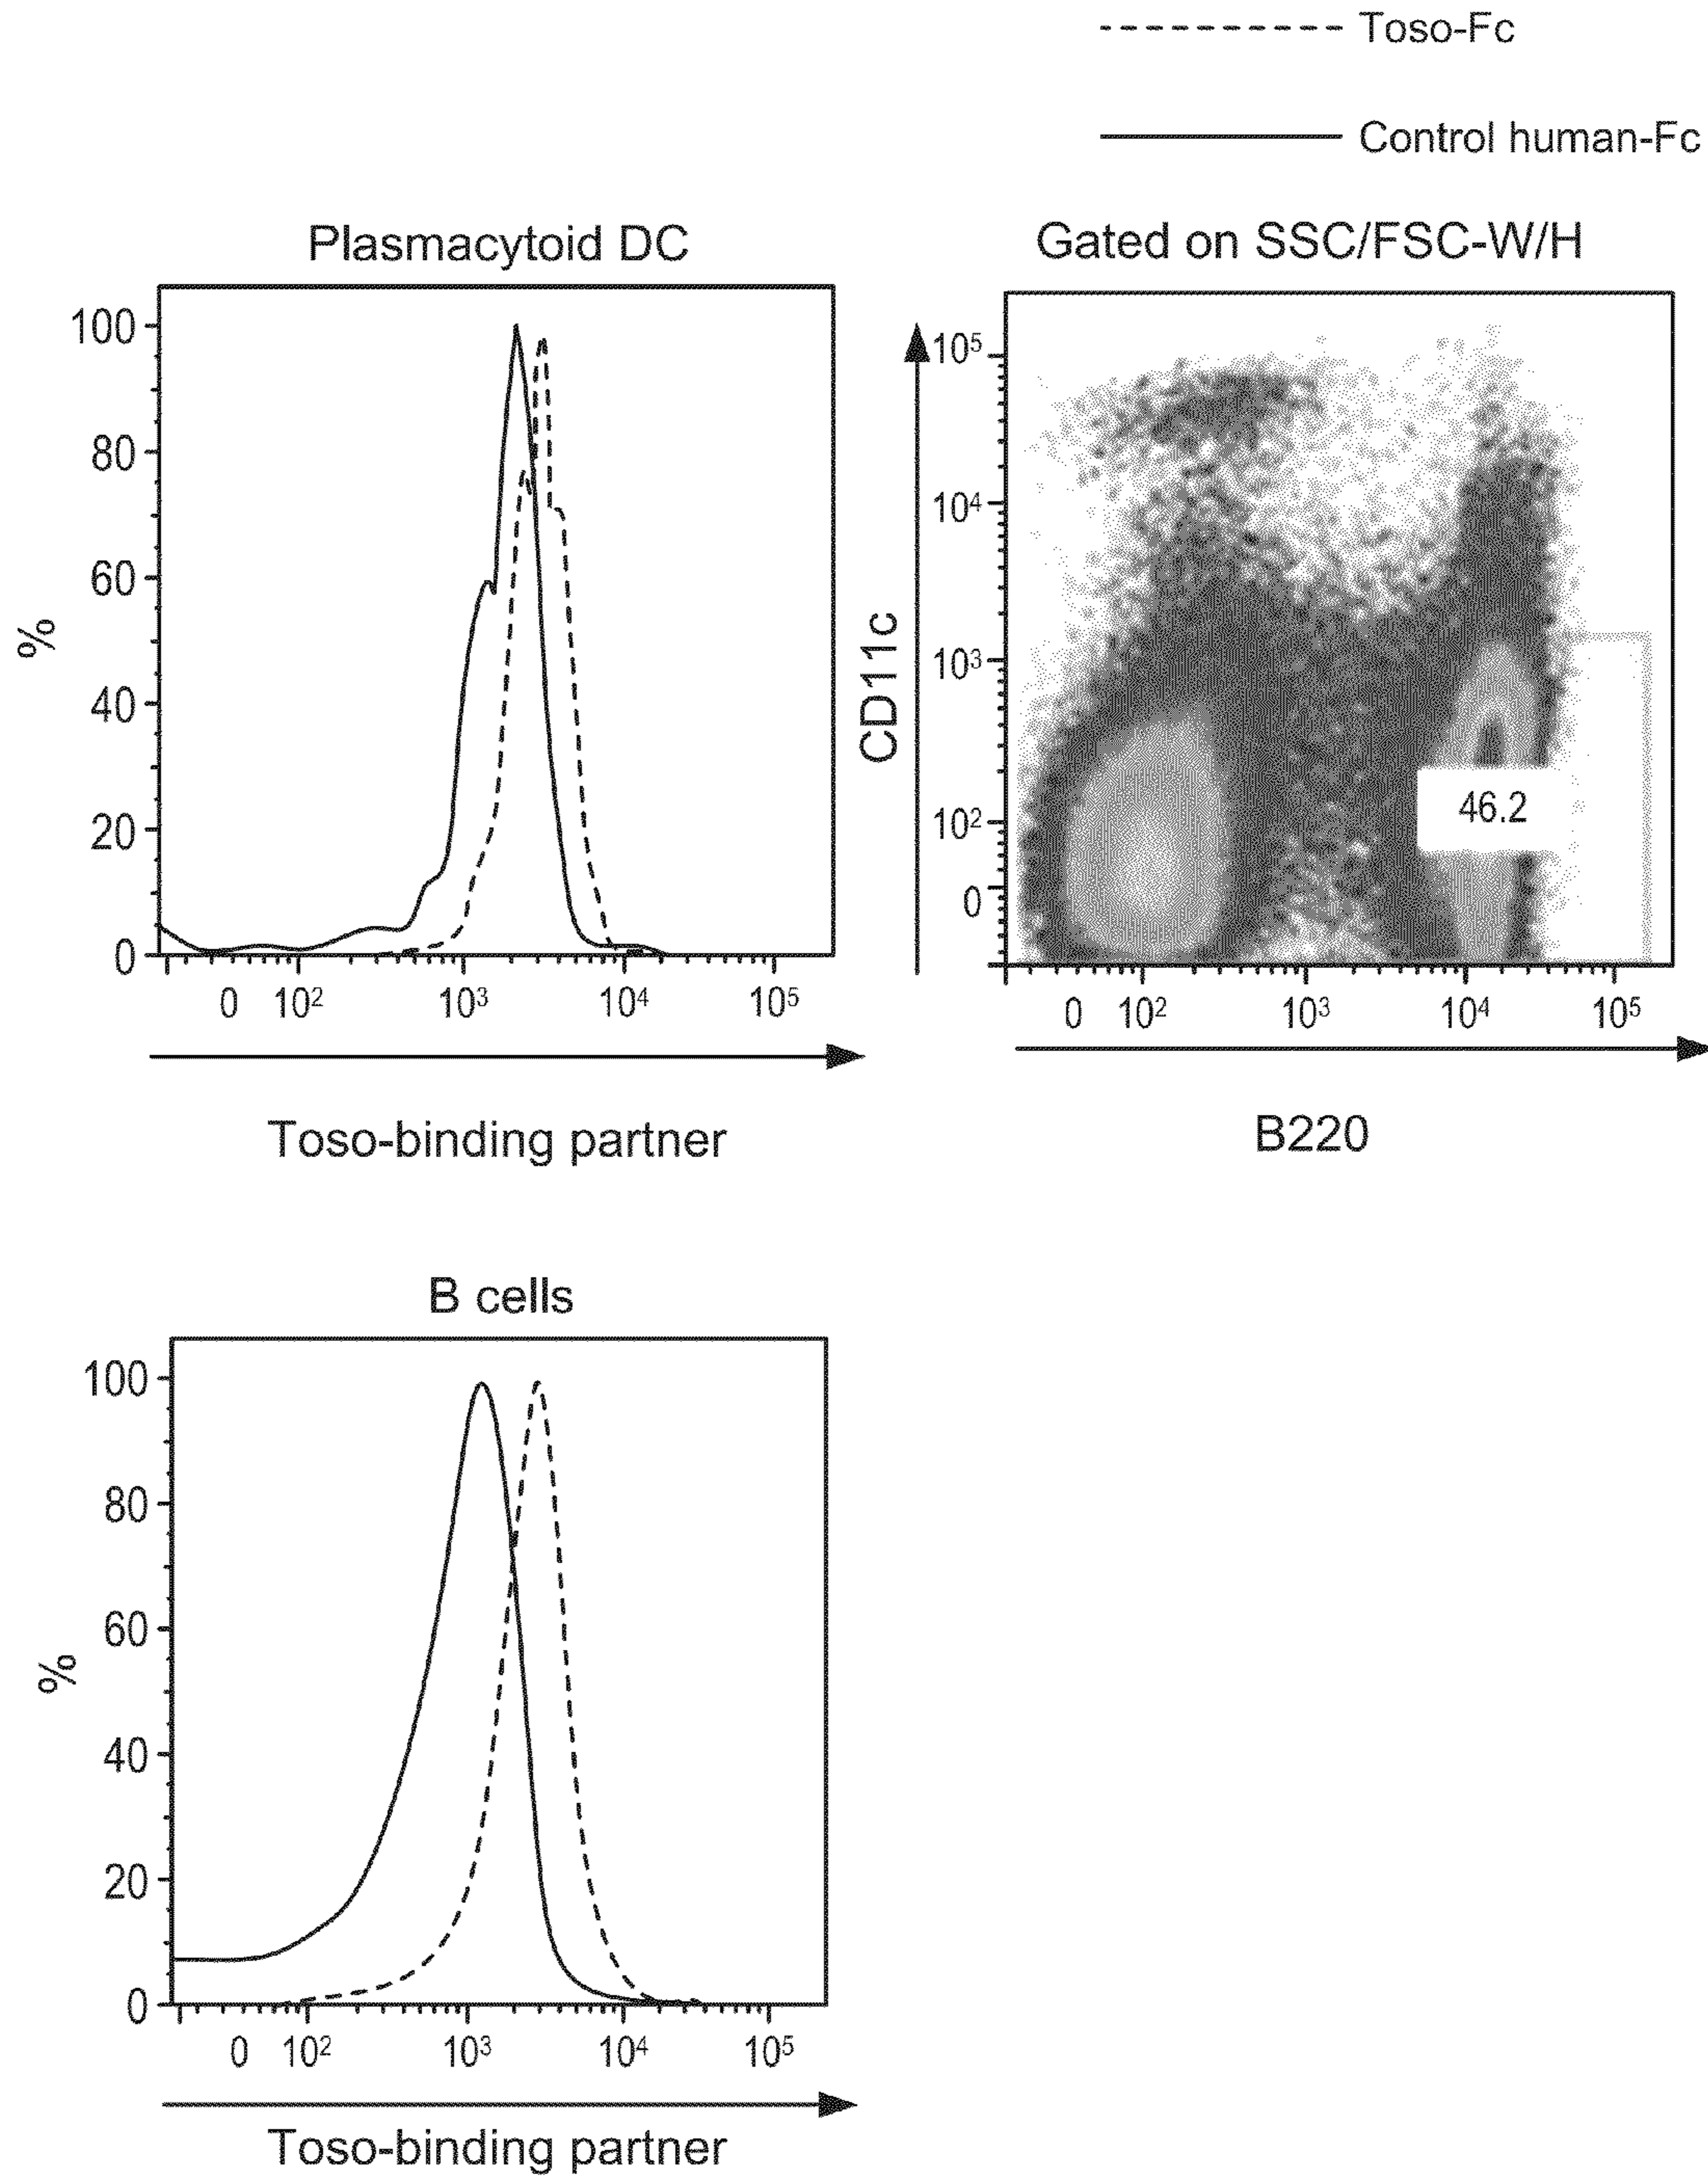 Toso-Fc
Control human-Fc
Plasmacytoid DC
100
80
60
40
20
0
%
0 10² 10³ 10⁴ 10⁵
Toso-binding partner
Gated on SSC/FSC-W/H
10⁵
10⁴
10³
10²
0
CD11c
46.2
0 10² 10³ 10⁴ 10⁵
B220
B cells
100
80
60
40
20
0
%
0 10² 10³ 10⁴ 10⁵
Toso-binding partner